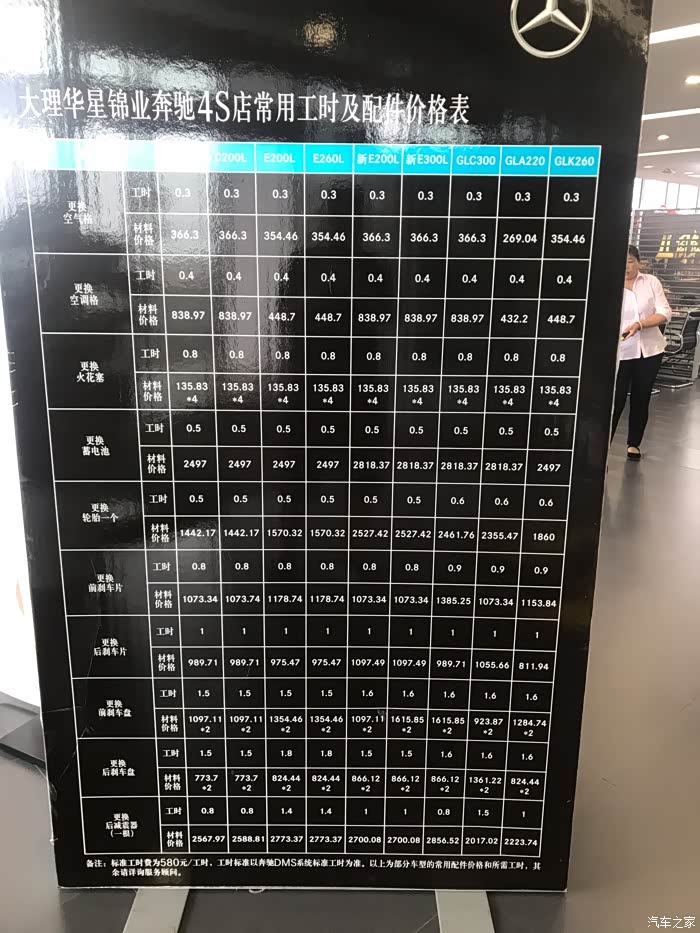 大理华星锦业奔驰4S店常用工时及配件价格表
C200L E200L E260L 新E200L 新E300L GLC300 GLA220 GLK260
更换
空气格
工时 0.3 0.3 0.3 0.3 0.3 0.3 0.3 0.3 0.3
材料
价格 366.3 366.3 354.46 354.46 366.3 366.3 366.3 269.04 354.46
更换
空调格
工时 0.4 0.4 0.4 0.4 0.4 0.4 0.4 0.4 0.4
材料
价格 838.97 838.97 448.7 448.7 838.97 838.97 838.97 432.2 448.7
更换
火花塞
工时 0.8 0.8 0.8 0.8 0.8 0.8 0.8 0.8 0.8
材料
价格 135.83*4 135.83*4 135.83*4 135.83*4 135.83*4 135.83*4 135.83*4 135.83*4 135.83*4
更换
蓄电池
工时 0.5 0.5 0.5 0.5 0.5 0.5 0.5 0.5 0.5
材料
价格 2497 2497 2497 2497 2818.37 2818.37 2818.37 2818.37 2497
更换
轮胎一个
工时 0.5 0.5 0.5 0.5 0.5 0.5 0.6 0.6 0.6
材料
价格 1442.17 1442.17 1570.32 1570.32 2527.42 2527.42 2461.76 2355.47 1860
更换
前刹车片
工时 0.8 0.8 0.8 0.8 0.8 0.8 0.9 0.9 0.9
材料
价格 1073.34 1073.74 1178.74 1178.74 1073.34 1073.34 1385.25 1073.34 1153.84
更换
后刹车片
工时 1 1 1 1 1 1 1 1 1
材料
价格 989.71 989.71 975.47 975.47 1097.49 1097.49 989.71 1055.66 811.94
更换
前刹车盘
工时 1.5 1.5 1.5 1.5 1.6 1.6 1.6 1.6 1.6
材料
价格 1097.11*2 1097.11*2 1354.46*2 1354.46*2 1097.11*2 1615.85*2 1615.85*2 923.87*2 1284.74*2
更换
后刹车盘
工时 1.5 1.5 1.8 1.8 1.5 1.5 1.6 1.6 1.6
材料
价格 773.7*2 773.7*2 824.44*2 824.44*2 866.12*2 866.12*2 866.12*2 1361.22*2 824.44*2
更换
后减震器
(一根)
工时 0.8 0.8 1.4 1.4 1 1 0.8 1.5 1
材料
价格 2567.97 2588.81 2773.37 2773.37 2700.08 2700.08 2856.52 2017.02 2223.74
备注：标准工时费为580元/工时，工时标准以奔驰DMS系统标准工时为准。以上为部分车型的常用配件价格和所需工时，其
余请详询服务顾问。
汽车之家